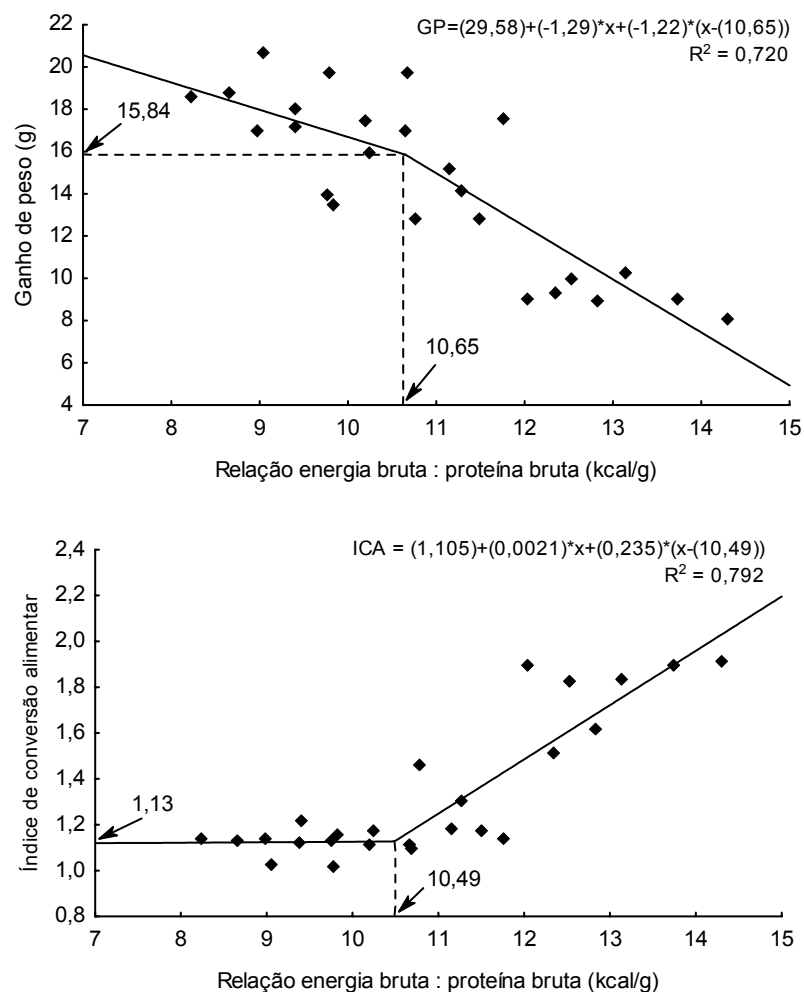 GP=(29,58)+(-1,29)*x+(-1,22)*(x-(10,65))
R² = 0,720
22
20
18
16
14
12
10
8
6
4
Ganho de peso (g)
15,84
10,65
7 8 9 10 11 12 13 14 15
Relação energia bruta : proteína bruta (kcal/g)
ICA = (1,105)+(0,0021)*x+(0,235)*(x-(10,49))
R² = 0,792
2,4
2,2
2,0
1,8
1,6
1,4
1,2
1,0
0,8
Índice de conversão alimentar
1,13
10,49
7 8 9 10 11 12 13 14 15
Relação energia bruta : proteína bruta (kcal/g)